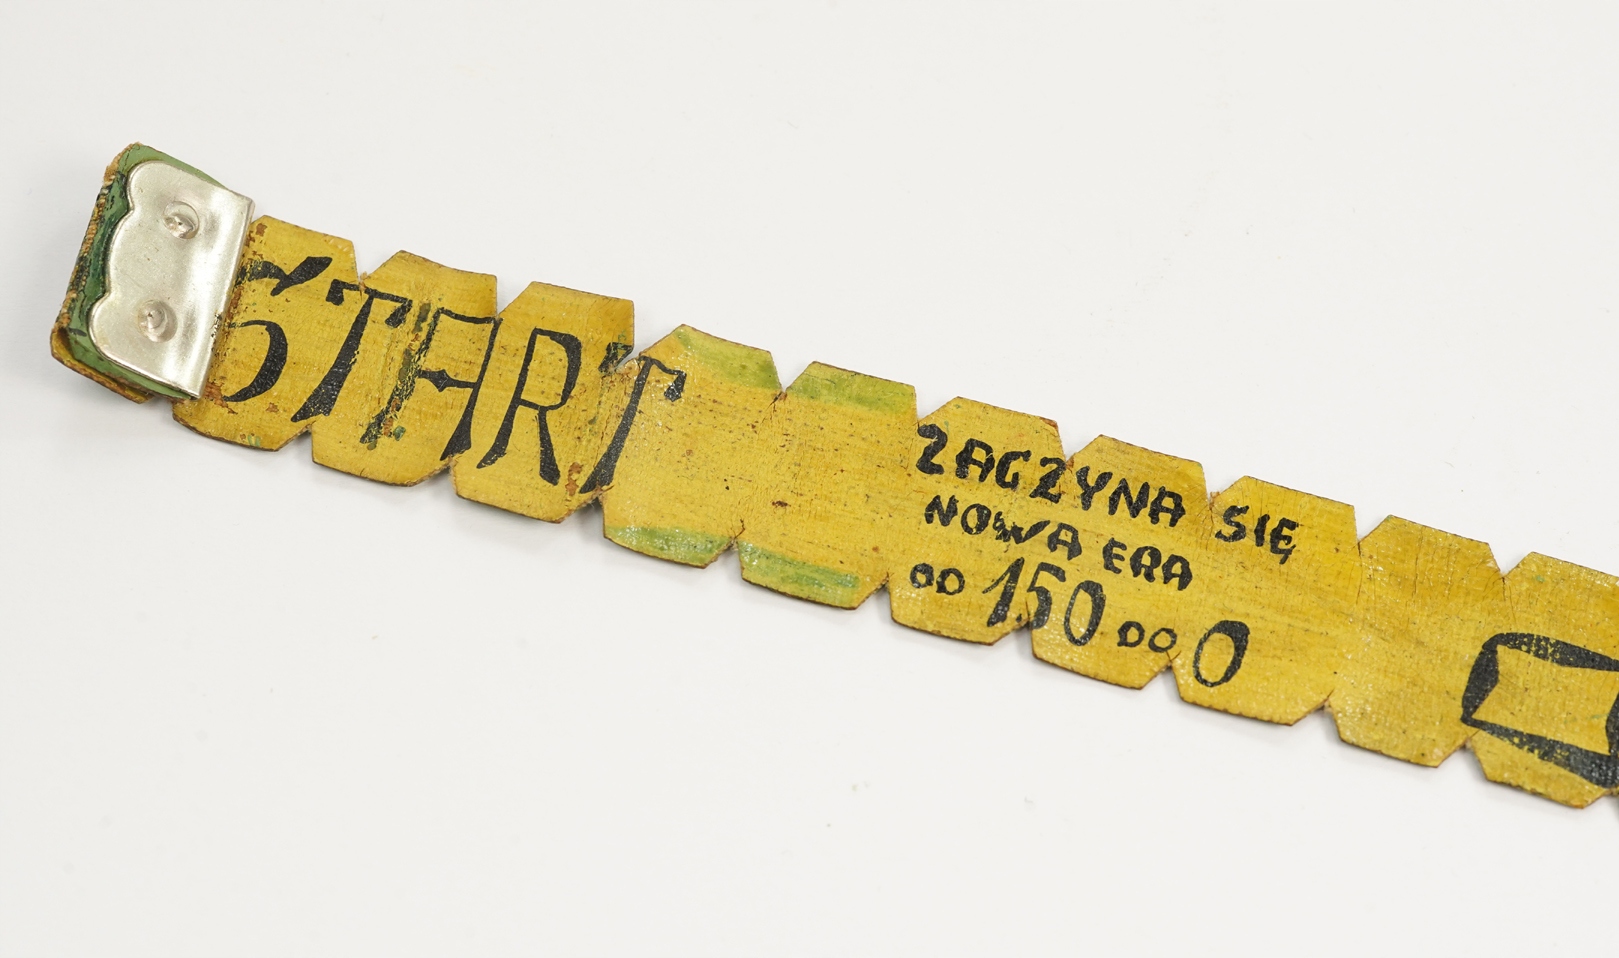 START
ZACZYNA SIĘ
NOWA ERA
OD 150 DO 0